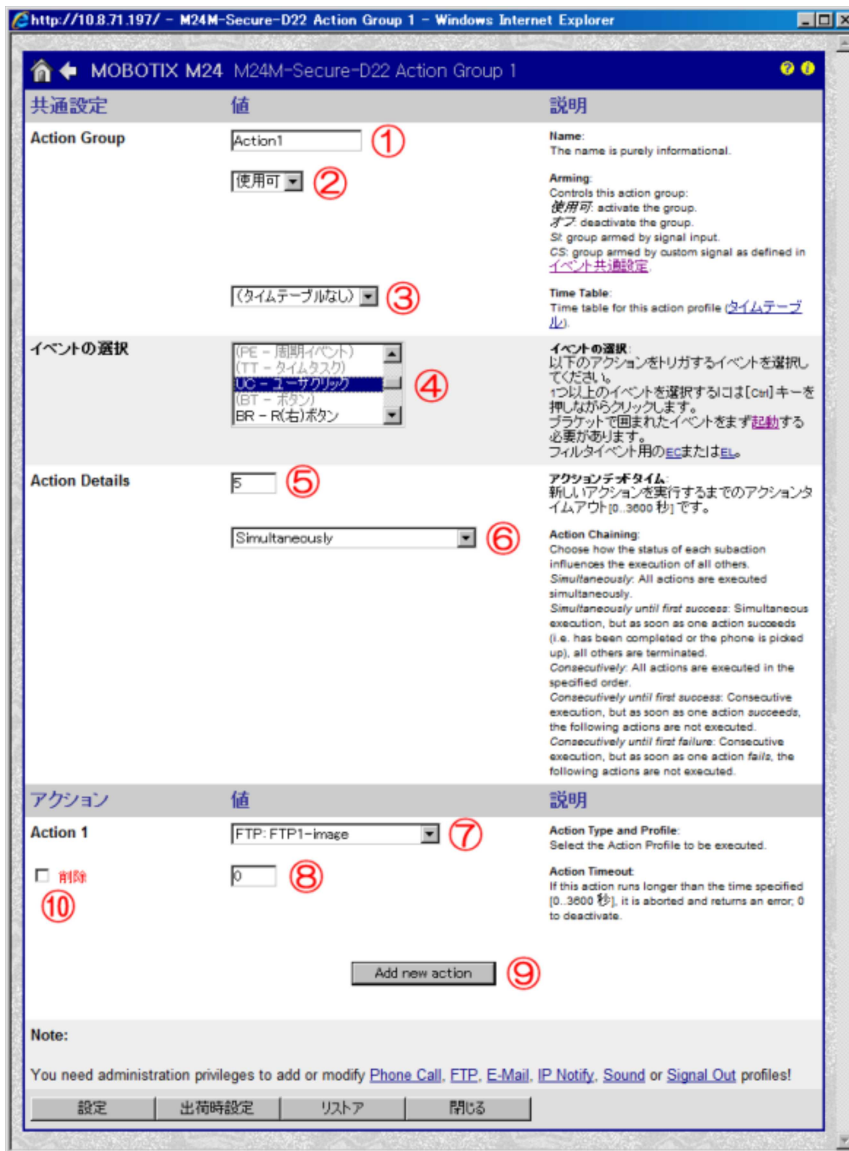 http://10.8.71.197/ - M24M-Secure-D22 Action Group 1 - Windows Internet Explorer
MOBOTIX M24 M24M-Secure-D22 Action Group 1
共通設定 値 説明
Action Group
Action1 ①
Name:
The name is purely informational.
使用可 ②
Arming:
Controls this action group:
使用可: activate the group.
オフ: deactivate the group.
SI: group armed by signal input.
CS: group armed by custom signal as defined in
イベント共通設定.
(タイムテーブルなし) ③
Time Table:
Time table for this action profile (タイムテーブ
ル).
イベントの選択
(PE - 周期イベント)
(TT - タイムタスク)
UC - ユーザクリック
(BT - ボタン)
BR - R(右)ボタン
④
イベントの選択:
以下のアクションをトリガするイベントを選択し
てください。
1つ以上のイベントを選択するには[Ctrl]キーを
押しながらクリックします。
ブラケットで囲まれたイベントをまず起動する
必要があります。
フィルタイベント用のECまたはEL。
Action Details
5 ⑤
アクションデッドタイム:
新しいアクションを実行するまでのアクションタ
イムアウト[0..3600 秒]です。
Simultaneously ⑥
Action Chaining:
Choose how the status of each subaction
influences the execution of all others.
Simultaneously: All actions are executed
simultaneously.
Simultaneously until first success: Simultaneous
execution, but as soon as one action succeeds
(i.e. has been completed or the phone is picked
up), all others are terminated.
Consecutively: All actions are executed in the
specified order.
Consecutively until first success: Consecutive
execution, but as soon as one action succeeds,
the following actions are not executed.
Consecutively until first failure: Consecutive
execution, but as soon as one action fails, the
following actions are not executed.
アクション 値 説明
Action 1
FTP: FTP1-image ⑦
Action Type and Profile:
Select the Action Profile to be executed.
削除
⑩
0 ⑧
Action Timeout:
If this action runs longer than the time specified
[0..3600 秒], it is aborted and returns an error; 0
to deactivate.
Add new action ⑨
Note:
You need administration privileges to add or modify Phone Call, FTP, E-Mail, IP Notify, Sound or Signal Out profiles!
設定 出荷時設定 リストア 閉じる